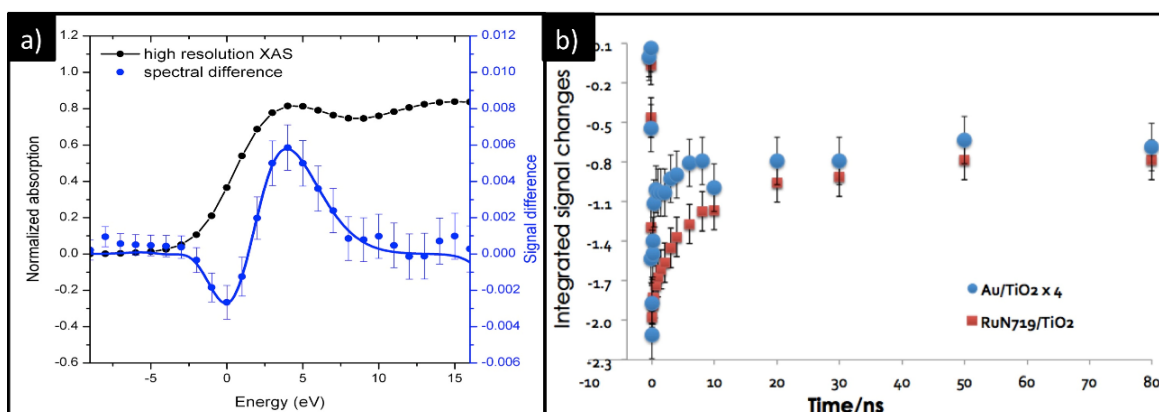 a)
high resolution XAS
spectral difference
Normalized absorption
1.2
1.0
0.8
0.6
0.4
0.2
0.0
-0.2
-0.4
-0.6
0.012
0.010
0.008
0.006
0.004
0.002
0.000
-0.002
-0.004
-0.006
Signal difference
-5 0 5 10 15
Energy (eV)
b)
Integrated signal changes
0.1
-0.2
-0.5
-0.8
-1.1
-1.4
-1.7
-2.0
-2.3
Au/TiO2 x 4
RuN719/TiO2
-10 0 10 20 30 40 50 60 70 80
Time/ns